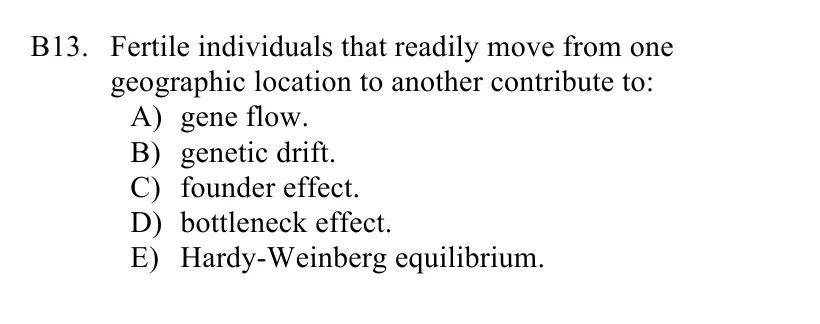 B13. Fertile individuals that readily move from one
geographic location to another contribute to:
A) gene flow.
B) genetic drift.
C) founder effect.
D) bottleneck effect.
E) Hardy-Weinberg equilibrium.